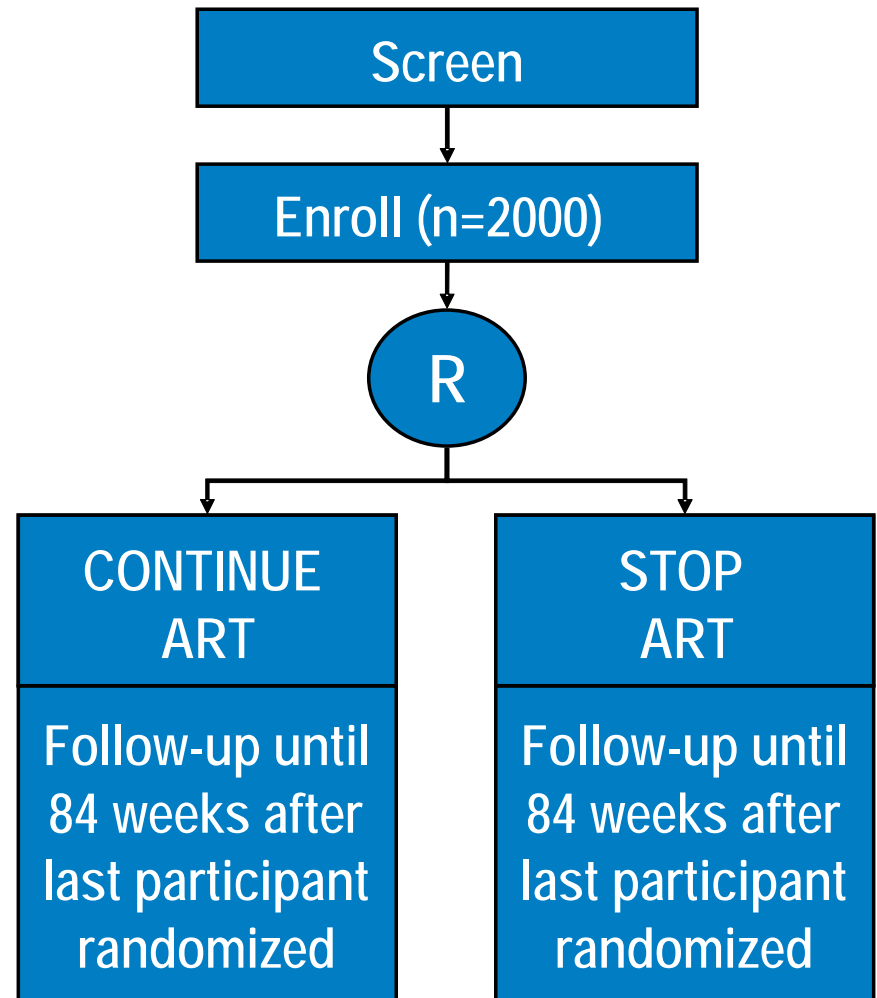 Screen
Enroll (n=2000)
R
CONTINUE
ART
Follow-up until
84 weeks after
last participant
randomized
STOP
ART
Follow-up until
84 weeks after
last participant
randomized